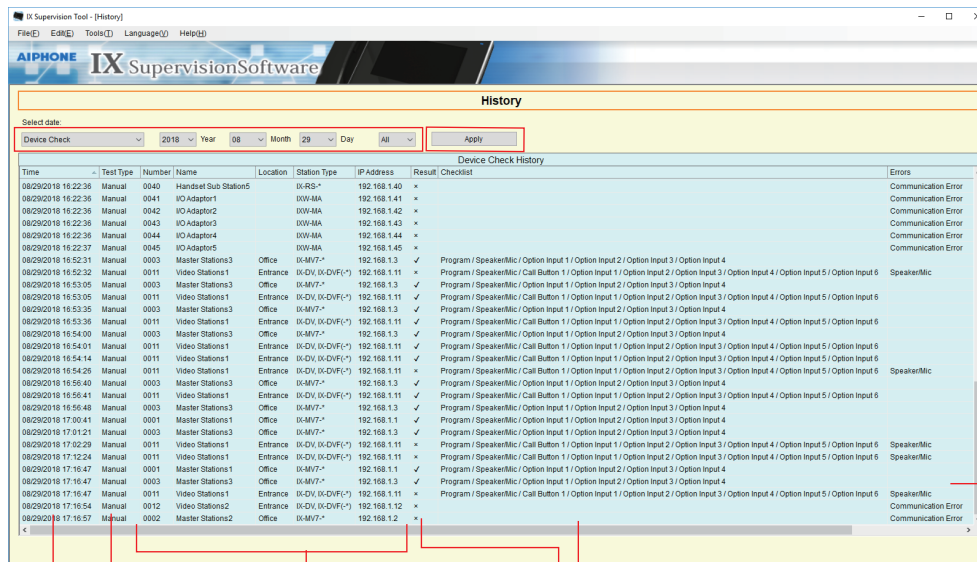 IX Supervision Tool - [History]
File(F) Edit(E) Tools(T) Language(V) Help(H)
AIPHONE IX SupervisionSoftware
History
Select date:
Device Check 2018 Year 08 Month 29 Day All Apply
Device Check History
Time Test Type Number Name Location Station Type IP Address Result Checklist Errors
08/29/2018 16:22:36 Manual 0040 Handset Sub Station5 IX-RS-* 192.168.1.40 × Communication Error
08/29/2018 16:22:36 Manual 0041 I/O Adaptor1 IXW-MA 192.168.1.41 × Communication Error
08/29/2018 16:22:36 Manual 0042 I/O Adaptor2 IXW-MA 192.168.1.42 × Communication Error
08/29/2018 16:22:36 Manual 0043 I/O Adaptor3 IXW-MA 192.168.1.43 × Communication Error
08/29/2018 16:22:36 Manual 0044 I/O Adaptor4 IXW-MA 192.168.1.44 × Communication Error
08/29/2018 16:22:37 Manual 0045 I/O Adaptor5 IXW-MA 192.168.1.45 × Communication Error
08/29/2018 16:52:31 Manual 0003 Master Stations3 Office IX-MV7-* 192.168.1.3 ✓ Program / Speaker/Mic / Option Input 1 / Option Input 2 / Option Input 3 / Option Input 4
08/29/2018 16:52:32 Manual 0011 Video Stations1 Entrance IX-DV, IX-DVF(-*) 192.168.1.11 × Program / Speaker/Mic / Call Button 1 / Option Input 1 / Option Input 2 / Option Input 3 / Option Input 4 / Option Input 5 / Option Input 6 Speaker/Mic
08/29/2018 16:53:05 Manual 0003 Master Stations3 Office IX-MV7-* 192.168.1.3 ✓ Program / Speaker/Mic / Option Input 1 / Option Input 2 / Option Input 3 / Option Input 4
08/29/2018 16:53:05 Manual 0011 Video Stations1 Entrance IX-DV, IX-DVF(-*) 192.168.1.11 ✓ Program / Speaker/Mic / Call Button 1 / Option Input 1 / Option Input 2 / Option Input 3 / Option Input 4 / Option Input 5 / Option Input 6
08/29/2018 16:53:35 Manual 0003 Master Stations3 Office IX-MV7-* 192.168.1.3 ✓ Program / Speaker/Mic / Option Input 1 / Option Input 2 / Option Input 3 / Option Input 4
08/29/2018 16:53:36 Manual 0011 Video Stations1 Entrance IX-DV, IX-DVF(-*) 192.168.1.11 ✓ Program / Speaker/Mic / Call Button 1 / Option Input 1 / Option Input 2 / Option Input 3 / Option Input 4 / Option Input 5 / Option Input 6
08/29/2018 16:54:00 Manual 0003 Master Stations3 Office IX-MV7-* 192.168.1.3 ✓ Program / Speaker/Mic / Option Input 1 / Option Input 2 / Option Input 3 / Option Input 4
08/29/2018 16:54:01 Manual 0011 Video Stations1 Entrance IX-DV, IX-DVF(-*) 192.168.1.11 ✓ Program / Speaker/Mic / Call Button 1 / Option Input 1 / Option Input 2 / Option Input 3 / Option Input 4 / Option Input 5 / Option Input 6
08/29/2018 16:54:14 Manual 0011 Video Stations1 Entrance IX-DV, IX-DVF(-*) 192.168.1.11 ✓ Program / Speaker/Mic / Call Button 1 / Option Input 1 / Option Input 2 / Option Input 3 / Option Input 4 / Option Input 5 / Option Input 6
08/29/2018 16:54:26 Manual 0011 Video Stations1 Entrance IX-DV, IX-DVF(-*) 192.168.1.11 × Program / Speaker/Mic / Call Button 1 / Option Input 1 / Option Input 2 / Option Input 3 / Option Input 4 / Option Input 5 / Option Input 6 Speaker/Mic
08/29/2018 16:56:40 Manual 0003 Master Stations3 Office IX-MV7-* 192.168.1.3 ✓ Program / Speaker/Mic / Option Input 1 / Option Input 2 / Option Input 3 / Option Input 4
08/29/2018 16:56:41 Manual 0011 Video Stations1 Entrance IX-DV, IX-DVF(-*) 192.168.1.11 ✓ Program / Speaker/Mic / Call Button 1 / Option Input 1 / Option Input 2 / Option Input 3 / Option Input 4 / Option Input 5 / Option Input 6
08/29/2018 16:56:48 Manual 0003 Master Stations3 Office IX-MV7-* 192.168.1.3 ✓ Program / Speaker/Mic / Option Input 1 / Option Input 2 / Option Input 3 / Option Input 4
08/29/2018 17:00:41 Manual 0001 Master Stations1 Office IX-MV7-* 192.168.1.1 ✓ Program / Speaker/Mic / Option Input 1 / Option Input 2 / Option Input 3 / Option Input 4
08/29/2018 17:01:21 Manual 0003 Master Stations3 Office IX-MV7-* 192.168.1.3 ✓ Program / Speaker/Mic / Option Input 1 / Option Input 2 / Option Input 3 / Option Input 4
08/29/2018 17:02:29 Manual 0011 Video Stations1 Entrance IX-DV, IX-DVF(-*) 192.168.1.11 × Program / Speaker/Mic / Call Button 1 / Option Input 1 / Option Input 2 / Option Input 3 / Option Input 4 / Option Input 5 / Option Input 6 Speaker/Mic
08/29/2018 17:12:24 Manual 0011 Video Stations1 Entrance IX-DV, IX-DVF(-*) 192.168.1.11 × Program / Speaker/Mic / Call Button 1 / Option Input 1 / Option Input 2 / Option Input 3 / Option Input 4 / Option Input 5 / Option Input 6 Speaker/Mic
08/29/2018 17:16:47 Manual 0001 Master Stations1 Office IX-MV7-* 192.168.1.1 ✓ Program / Speaker/Mic / Option Input 1 / Option Input 2 / Option Input 3 / Option Input 4
08/29/2018 17:16:47 Manual 0003 Master Stations3 Office IX-MV7-* 192.168.1.3 ✓ Program / Speaker/Mic / Option Input 1 / Option Input 2 / Option Input 3 / Option Input 4
08/29/2018 17:16:47 Manual 0011 Video Stations1 Entrance IX-DV, IX-DVF(-*) 192.168.1.11 × Program / Speaker/Mic / Call Button 1 / Option Input 1 / Option Input 2 / Option Input 3 / Option Input 4 / Option Input 5 / Option Input 6 Speaker/Mic
08/29/2018 17:16:54 Manual 0012 Video Stations2 Entrance IX-DV, IX-DVF(-*) 192.168.1.12 × Communication Error
08/29/2018 17:16:57 Manual 0002 Master Stations2 Office IX-MV7-* 192.168.1.2 × Communication Error